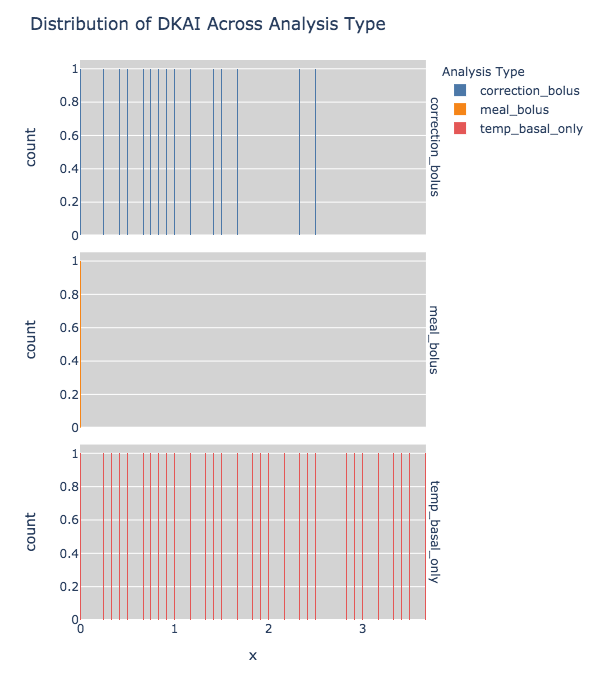 Distribution of DKAI Across Analysis Type
Analysis Type
correction_bolus
meal_bolus
temp_basal_only
1
0.8
0.6
0.4
0.2
0
count
correction_bolus
1
0.8
0.6
0.4
0.2
0
count
meal_bolus
1
0.8
0.6
0.4
0.2
0
count
temp_basal_only
0 1 2 3
x